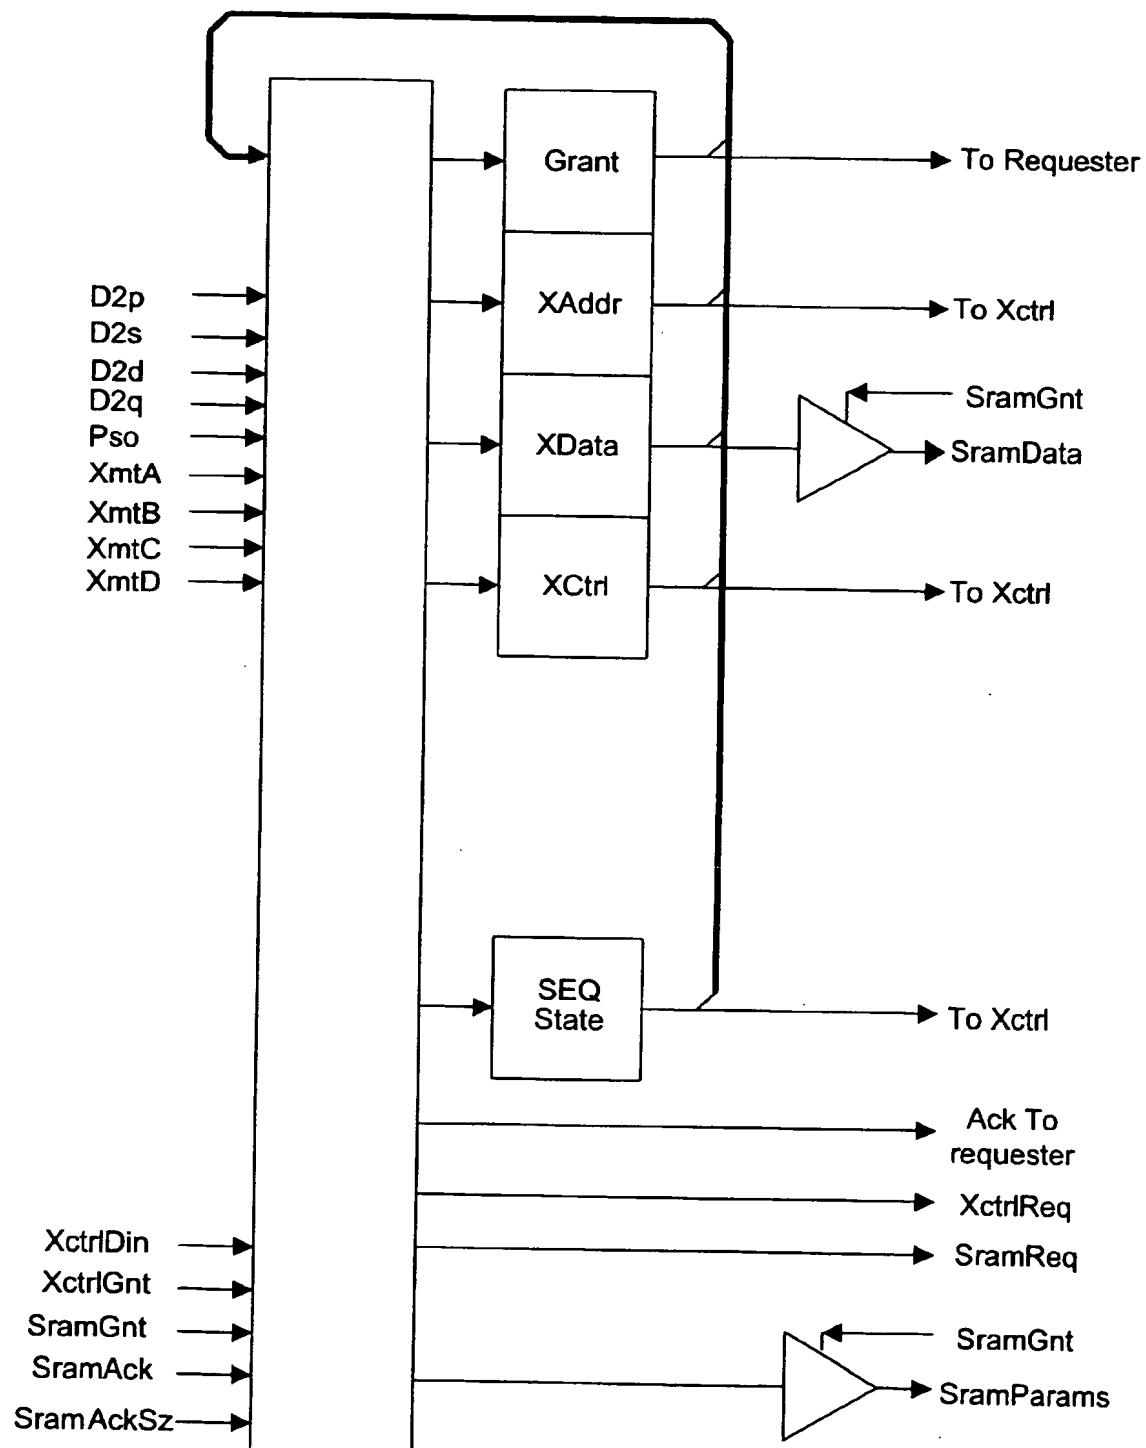 Grant
To Requester
D2p
XAddr
To Xctrl
D2s
D2d
D2q
SramGnt
Pso
XData
SramData
XmtA
XmtB
XmtC
XmtD
XCtrl
To Xctrl
SEQ
State
To Xctrl
Ack To
requester
XctrlReq
XctrlDin
SramReq
XctrlGnt
SramGnt
SramGnt
SramAck
SramParams
SramAckSz